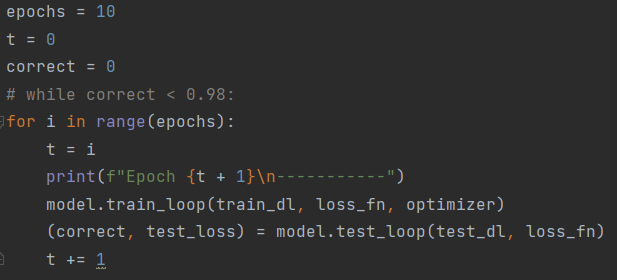 epochs = 10
t = 0
correct = 0
# while correct < 0.98:
for i in range(epochs):
    t = i
    print(f"Epoch {t + 1}\n-----------")
    model.train_loop(train_dl, loss_fn, optimizer)
    (correct, test_loss) = model.test_loop(test_dl, loss_fn)
    t += 1